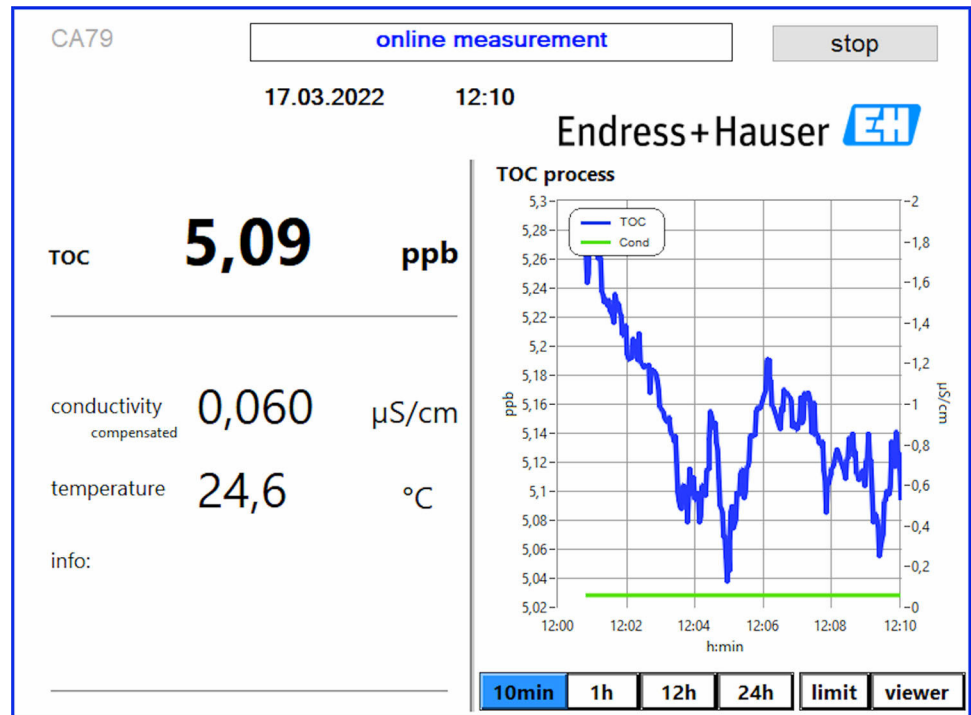 CA79
online measurement
stop
17.03.2022 12:10
Endress+Hauser EH
TOC 5,09 ppb
conductivity 0,060 µS/cm
compensated
temperature 24,6 °C
info:
TOC process
TOC
Cond
5,3
5,28
5,26
5,24
5,22
5,2
5,18
5,16
5,14
5,12
5,1
5,08
5,06
5,04
5,02
ppb
2
1,8
1,6
1,4
1,2
1
0,8
0,6
0,4
0,2
0
µS/cm
12:00 12:02 12:04 12:06 12:08 12:10
h:min
10min 1h 12h 24h limit viewer